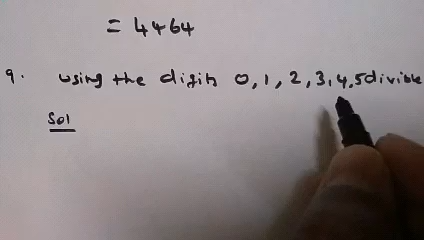 = 4464
9. using the digits 0, 1, 2, 3, 4, 5 divisible
Sol